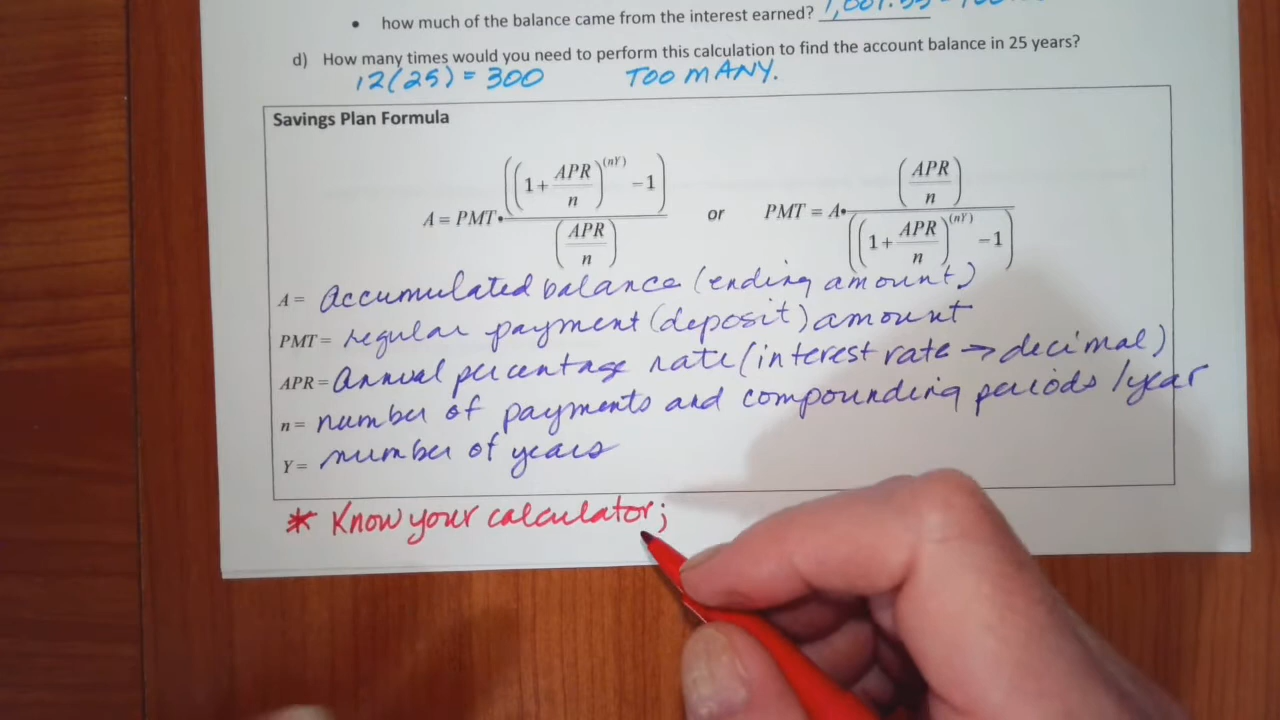 • how much of the balance came from the interest earned?
d) How many times would you need to perform this calculation to find the account balance in 25 years?
12(25) = 300 TOO MANY.
Savings Plan Formula
A = PMT • ((1 + APR/n)^(nY) − 1) / (APR/n) or PMT = A • (APR/n) / ((1 + APR/n)^(nY) − 1)
A = accumulated balance (ending amount)
PMT = regular payment (deposit) amount
APR = annual percentage rate (interest rate → decimal)
n = number of payments and compounding periods /year
Y = number of years
* Know your calculator;